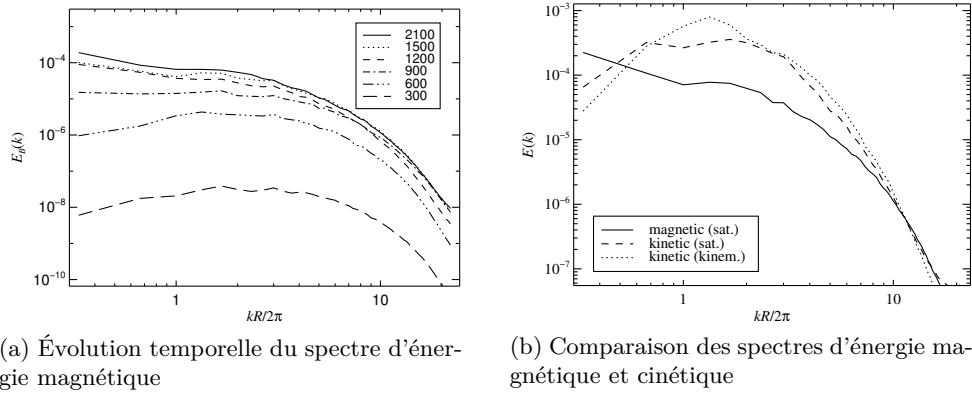 10⁻⁴
10⁻⁶
10⁻⁸
10⁻¹⁰
E_B(k)
1
10
kR/2π
2100
1500
1200
900
600
300
(a) Évolution temporelle du spectre d'éner-
gie magnétique
10⁻³
10⁻⁴
10⁻⁵
10⁻⁶
10⁻⁷
E(k)
1
10
kR/2π
magnetic (sat.)
kinetic (sat.)
kinetic (kinem.)
(b) Comparaison des spectres d'énergie ma-
gnétique et cinétique